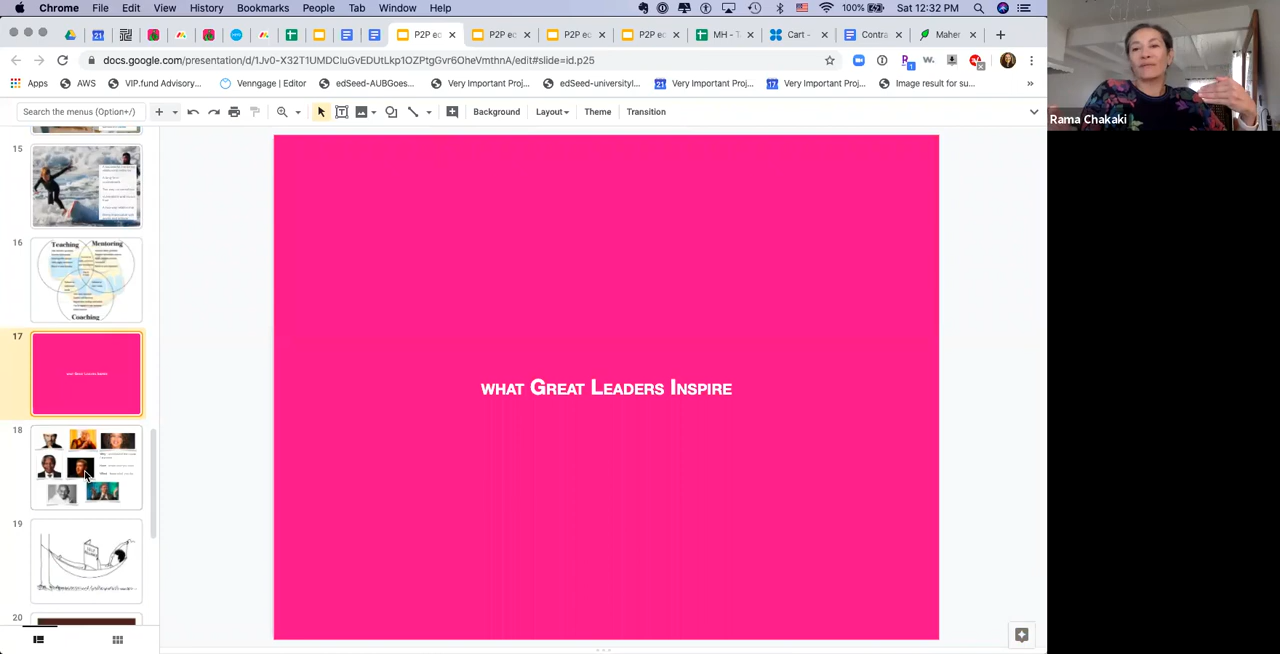 Chrome File Edit View History Bookmarks People Tab Window Help
100% Sat 12:32 PM
21 P2P ec P2P ec P2P ec P2P ec MH - T Cart - Contra Maher
docs.google.com/presentation/d/1Jv0-X32T1UMDCluGvEDUtLkp1OZPtgGvr6OheVmthnA/edit#slide=id.p25
Apps AWS VIP.fund Advisory... Venngage | Editor edSeed-AUBGoes... Very Important Proj... edSeed-universityl... 21 Very Important Proj... 17 Very Important Proj... Image result for su... »
Search the menus (Option+/) Background Layout Theme Transition
Rama Chakaki
15
16
Teaching Mentoring
Coaching
17
what Great Leaders Inspire
18
19
20